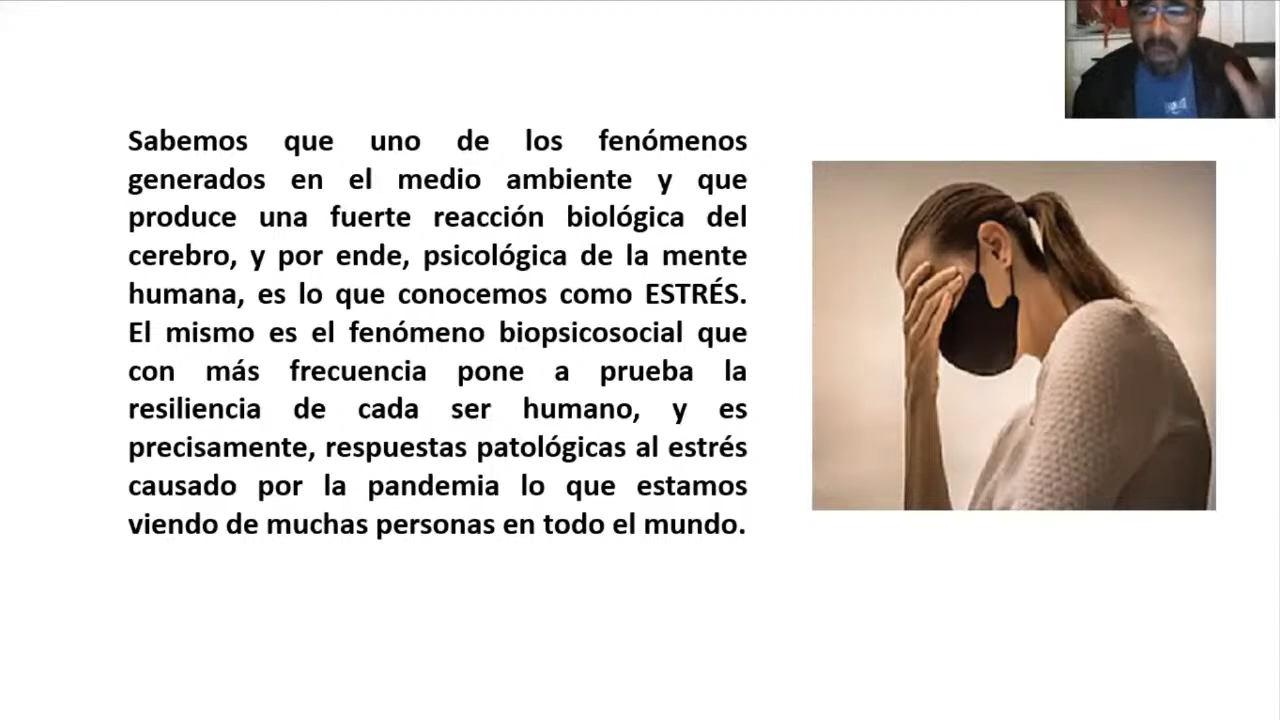 Sabemos que uno de los fenómenos
generados en el medio ambiente y que
produce una fuerte reacción biológica del
cerebro, y por ende, psicológica de la mente
humana, es lo que conocemos como ESTRÉS.
El mismo es el fenómeno biopsicosocial que
con más frecuencia pone a prueba la
resiliencia de cada ser humano, y es
precisamente, respuestas patológicas al estrés
causado por la pandemia lo que estamos
viendo de muchas personas en todo el mundo.